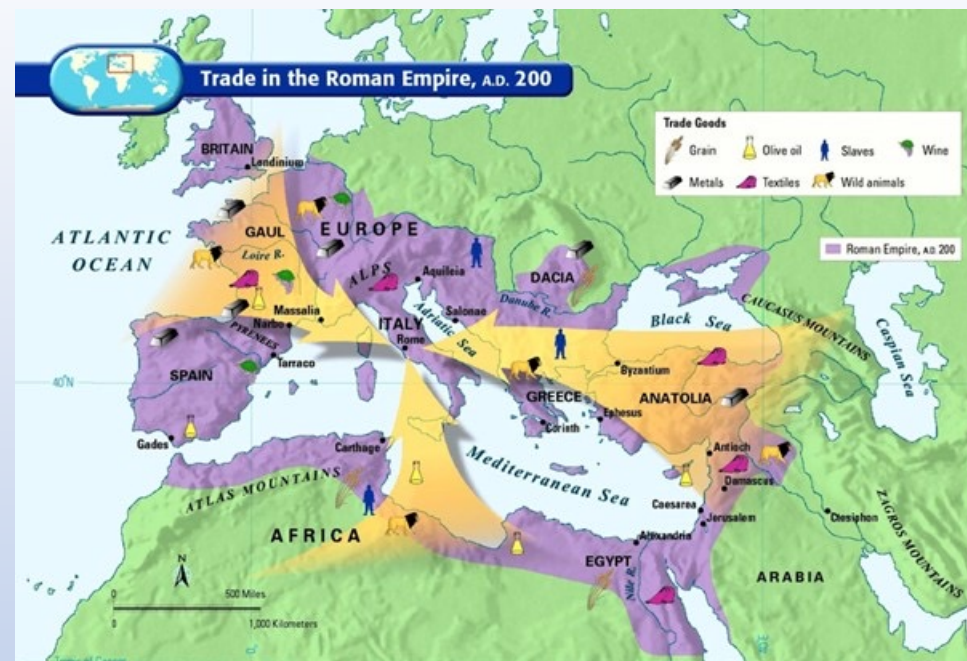 Trade in the Roman Empire, A.D. 200
Trade Goods
Grain
Olive oil
Slaves
Wine
Metals
Textiles
Wild animals
Roman Empire, A.D. 200
BRITAIN
Londinium
ATLANTIC
OCEAN
GAUL
Loire R.
EUROPE
ALPS
Aquileia
DACIA
Danube R.
Massalia
Narbo
PYRENEES
Tarraco
SPAIN
Gades
ITALY
Rome
Adriatic
Sea
Salonae
Black Sea
CAUCASUS MOUNTAINS
Caspian Sea
Byzantium
ANATOLIA
GREECE
Ephesus
Corinth
40°N
Carthage
Mediterranean Sea
Antioch
Damascus
Caesarea
Jerusalem
Ctesiphon
ZAGROS MOUNTAINS
ATLAS MOUNTAINS
AFRICA
Alexandria
EGYPT
Nile R.
ARABIA
N
0 500 Miles
0 1,000 Kilometers
0°